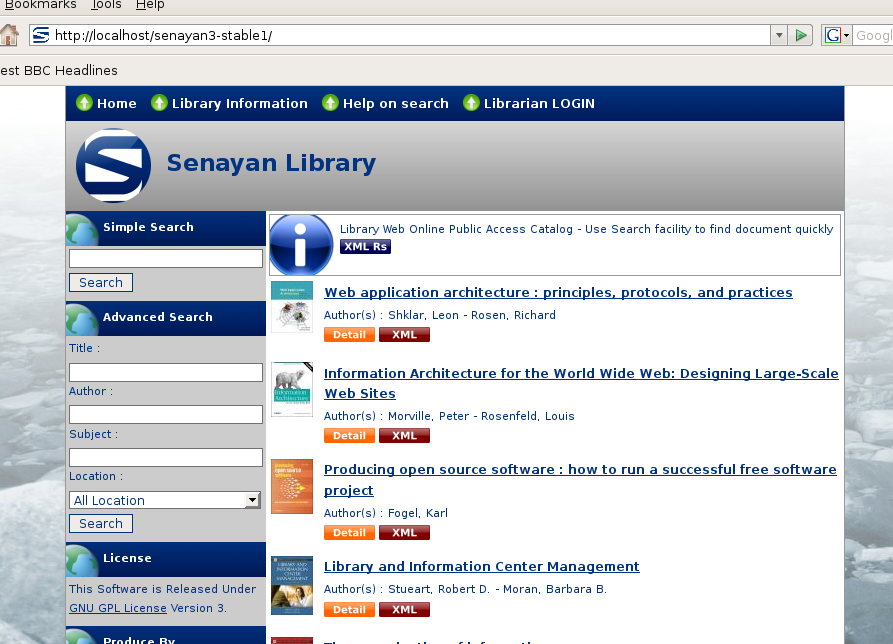 Bookmarks Tools Help
http://localhost/senayan3-stable1/
G Googl
est BBC Headlines
Home Library Information Help on search Librarian LOGIN
Senayan Library
Simple Search
Search
Advanced Search
Title :
Author :
Subject :
Location :
All Location
Search
License
This Software is Released Under
GNU GPL License Version 3.
Produce By
Library Web Online Public Access Catalog - Use Search facility to find document quickly
XML Rs
Web application architecture : principles, protocols, and practices
Author(s) : Shklar, Leon - Rosen, Richard
Detail XML
Information Architecture for the World Wide Web: Designing Large-Scale
Web Sites
Author(s) : Morville, Peter - Rosenfeld, Louis
Detail XML
Producing open source software : how to run a successful free software
project
Author(s) : Fogel, Karl
Detail XML
LIBRARY AND
INFORMATION
CENTER
MANAGEMENT
Library and Information Center Management
Author(s) : Stueart, Robert D. - Moran, Barbara B.
Detail XML